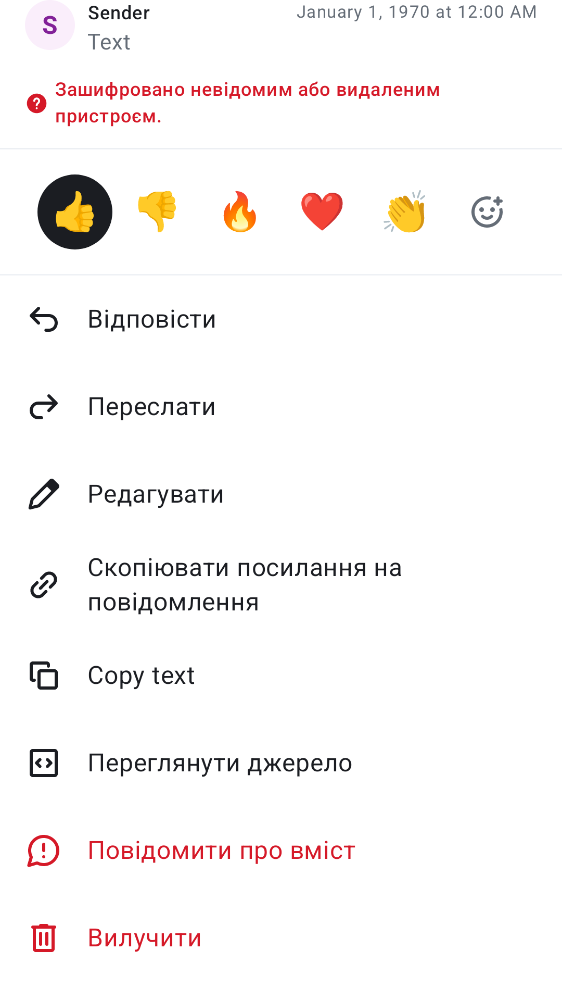 S
Sender
January 1, 1970 at 12:00 AM
Text
Зашифровано невідомим або видаленим
пристроєм.
Відповісти
Переслати
Редагувати
Скопіювати посилання на
повідомлення
Copy text
Переглянути джерело
Повідомити про вміст
Вилучити